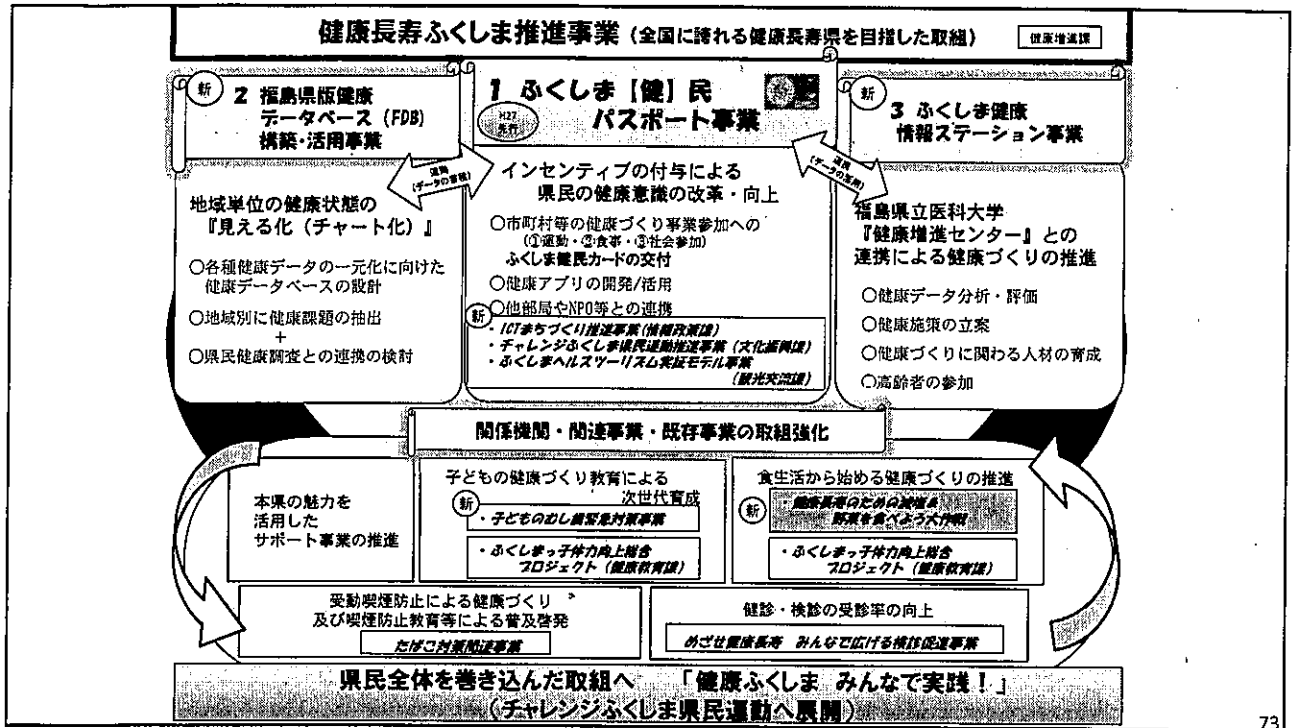 健康長寿ふくしま推進事業(全国に誇れる健康長寿県を目指した取組)
健康増進課
新
2 福島県版健康
データベース(FDB)
構築・活用事業
地域単位の健康状態の
『見える化(チャート化)』
○各種健康データの一元化に向けた
健康データベースの設計
○地域別に健康課題の抽出
+
○県民健康調査との連携の検討
連携
(データの蓄積)
1 ふくしま【健】民
パスポート事業
H27
先行
インセンティブの付与による
県民の健康意識の改革・向上
○市町村等の健康づくり事業参加への
(①運動・②食事・③社会参加)
ふくしま健民カードの交付
○健康アプリの開発/活用
○他部局やNPO等との連携
新
・ICTまちづくり推進事業(情報政策課)
・チャレンジふくしま県民運動推進事業(文化振興課)
・ふくしまヘルスツーリズム実証モデル事業
(観光交流課)
連携
(データの活用)
新
3 ふくしま健康
情報ステーション事業
福島県立医科大学
『健康増進センター』との
連携による健康づくりの推進
○健康データ分析・評価
○健康施策の立案
○健康づくりに関わる人材の育成
○高齢者の参加
関係機関・関連事業・既存事業の取組強化
本県の魅力を
活用した
サポート事業の推進
子どもの健康づくり教育による
次世代育成
新
・子どものむし歯緊急対策事業
・ふくしまっ子体力向上総合
プロジェクト(健康教育課)
食生活から始める健康づくりの推進
新
・健康長寿のための減塩&
野菜を食べよう大作戦!
・ふくしまっ子体力向上総合
プロジェクト(健康教育課)
受動喫煙防止による健康づくり
及び喫煙防止教育等による普及啓発
たばこ対策関連事業
健診・検診の受診率の向上
めざせ健康長寿 みんなで広げる検診促進事業
県民全体を巻き込んだ取組へ 「健康ふくしま みんなで実践!」
(チャレンジふくしま県民運動へ展開)
73